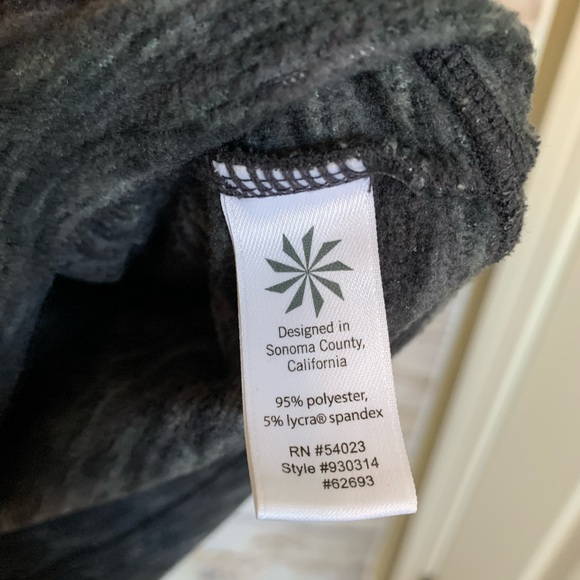 Designed in
Sonoma County,
California
95% polyester,
5% lycra® spandex
RN #54023
Style #930314
#62693